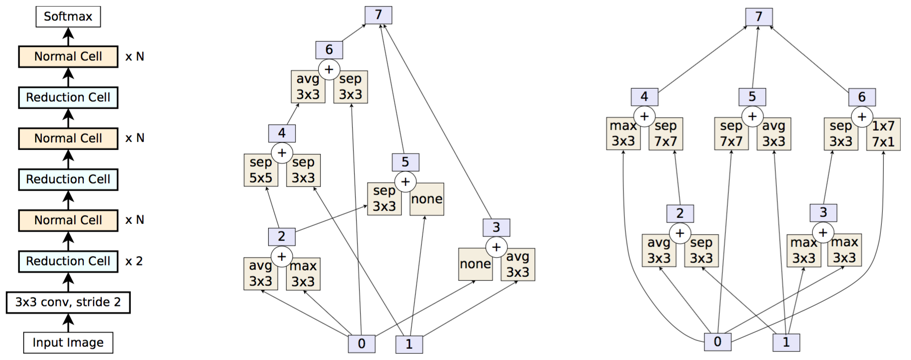 Softmax
Normal Cell
x N
Reduction Cell
Normal Cell
x N
Reduction Cell
Normal Cell
x N
Reduction Cell
x 2
3x3 conv, stride 2
Input Image
7
6
+
avg
3x3
sep
3x3
4
+
sep
5x5
sep
3x3
5
+
sep
3x3
none
2
+
avg
3x3
max
3x3
3
+
none
avg
3x3
0
1
7
4
+
max
3x3
sep
7x7
5
+
sep
7x7
avg
3x3
6
+
sep
3x3
1x7
7x1
2
+
avg
3x3
sep
3x3
3
+
max
3x3
max
3x3
0
1